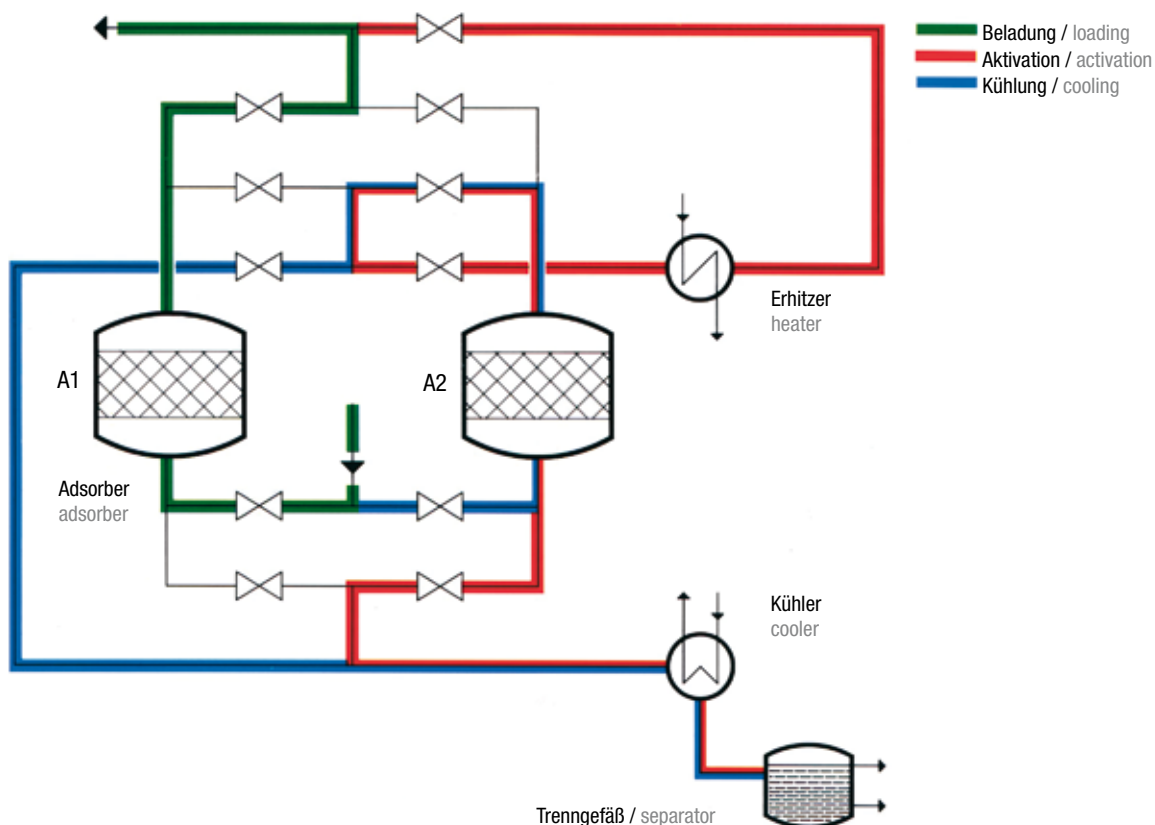 Beladung / loading
Aktivation / activation
Kühlung / cooling
Erhitzer
heater
A1
A2
Adsorber
adsorber
Kühler
cooler
Trenngefäß / separator